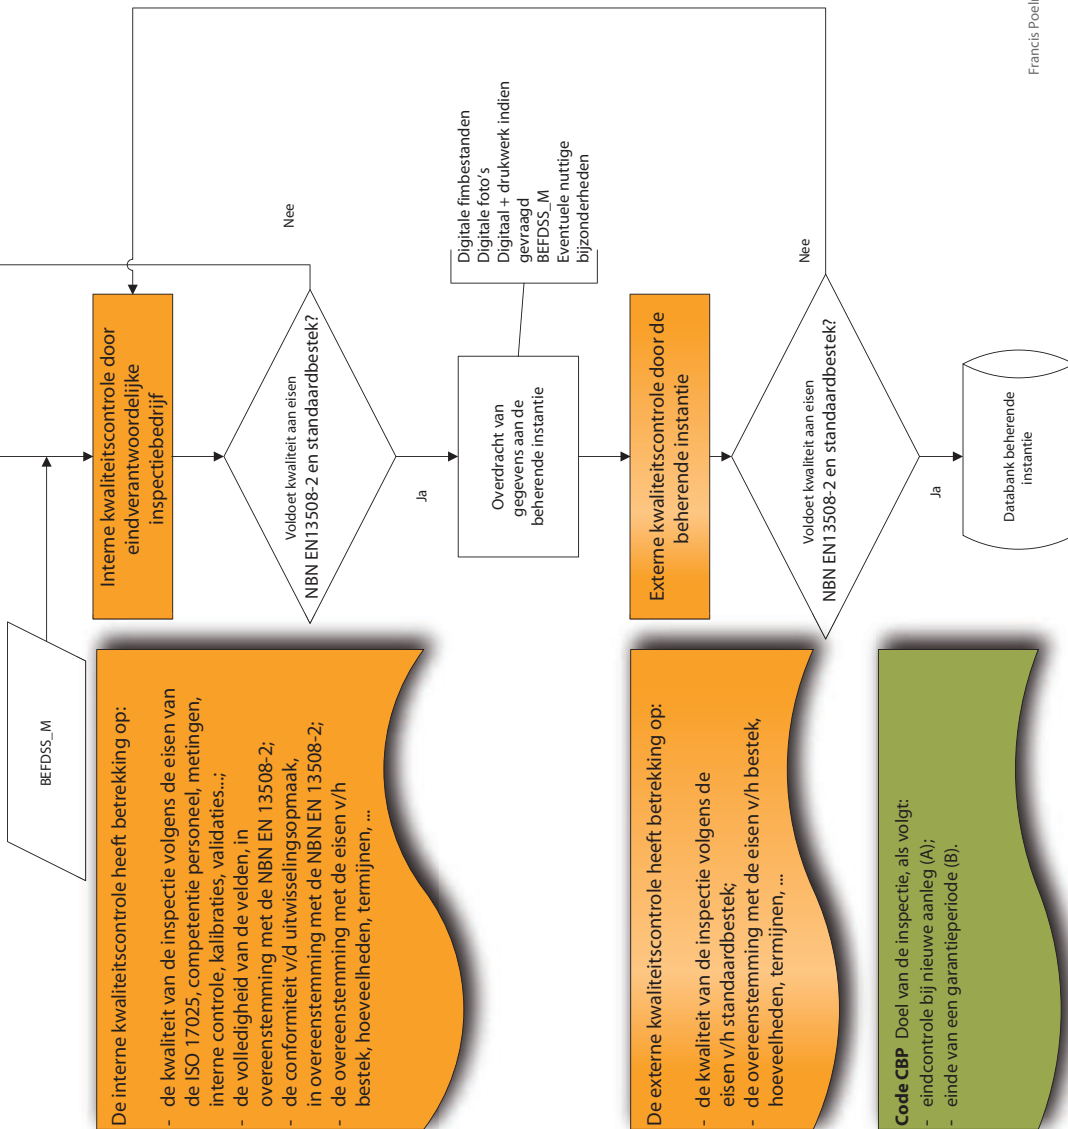 BEFDSS_M
Interne kwaliteitscontrole door
eindverantwoordelijke
inspectiebedrijf
Voldoet kwaliteit aan eisen
NBN EN13508-2 en standaardbestek?
Nee
Ja
Overdracht van
gegevens aan de
beherende instantie
Digitale fimbestanden
Digitale foto's
Digitaal + drukwerk indien
gevraagd
BEFDSS_M
Eventuele nuttige
bijzonderheden
Externe kwaliteitscontrole door de
beherende instantie
Voldoet kwaliteit aan eisen
NBN EN13508-2 en standaardbestek?
Nee
Ja
Databank beherende
instantie
De interne kwaliteitscontrole heeft betrekking op:
- de kwaliteit van de inspectie volgens de eisen van
de ISO 17025, competentie personeel, metingen,
interne controle, kalibraties, validaties...;
- de volledigheid van de velden, in
overeenstemming met de NBN EN 13508-2;
- de conformiteit v/d uitwisselingsopmaak,
in overeenstemming met de NBN EN 13508-2;
- de overeenstemming met de eisen v/h
bestek, hoeveelheden, termijnen, ...
De externe kwaliteitscontrole heeft betrekking op:
- de kwaliteit van de inspectie volgens de
eisen v/h standaardbestek;
- de overeenstemming met de eisen v/h bestek,
hoeveelheden, termijnen, ...
Code CBP Doel van de inspectie, als volgt:
- eindcontrole bij nieuwe aanleg (A);
- einde van een garantieperiode (B).
Francis